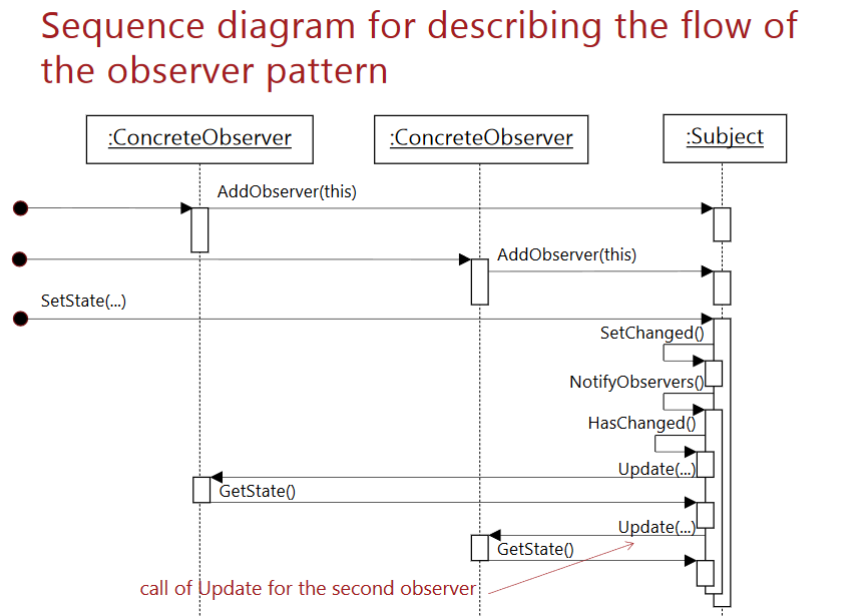 Sequence diagram for describing the flow of
the observer pattern
:ConcreteObserver
:ConcreteObserver
:Subject
AddObserver(this)
AddObserver(this)
SetState(...)
SetChanged()
NotifyObservers()
HasChanged()
Update(...)
GetState()
Update(...)
GetState()
call of Update for the second observer